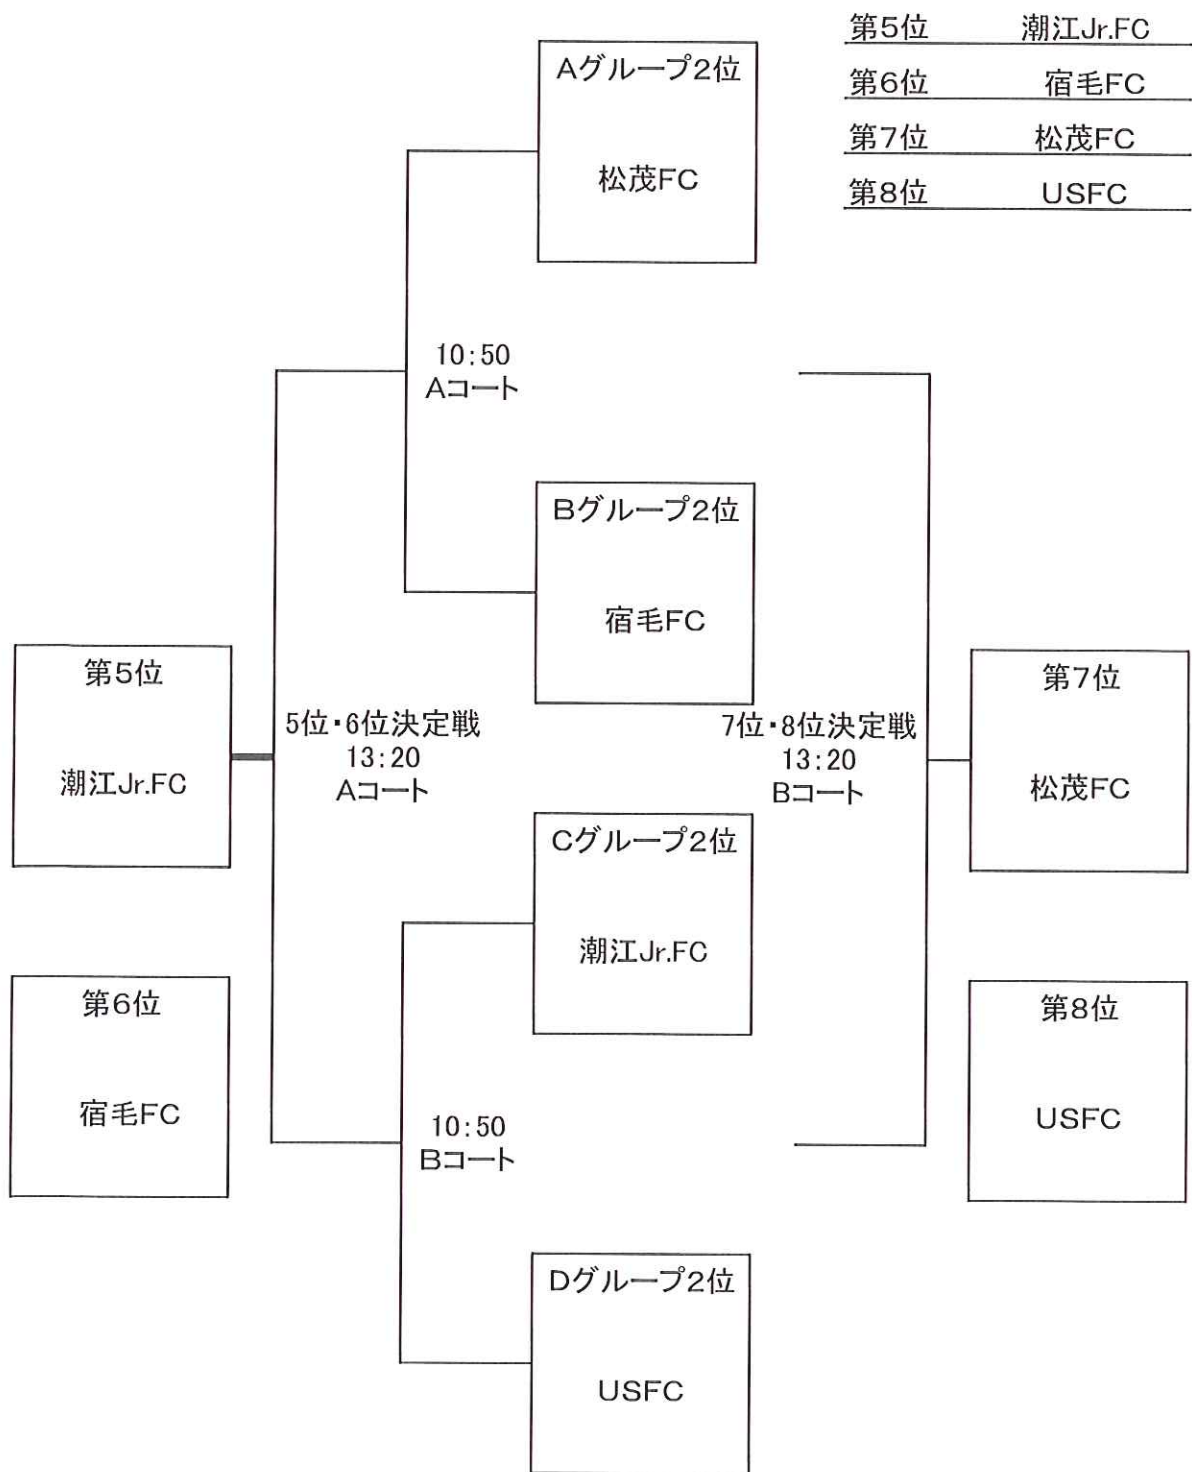 第5位 潮江Jr.FC
第6位 宿毛FC
第7位 松茂FC
第8位 USFC
Aグループ2位
松茂FC
10:50
Aコート
Bグループ2位
宿毛FC
第5位
潮江Jr.FC
5位・6位決定戦
13:20
Aコート
7位・8位決定戦
13:20
Bコート
第7位
松茂FC
Cグループ2位
潮江Jr.FC
第6位
宿毛FC
第8位
USFC
10:50
Bコート
Dグループ2位
USFC